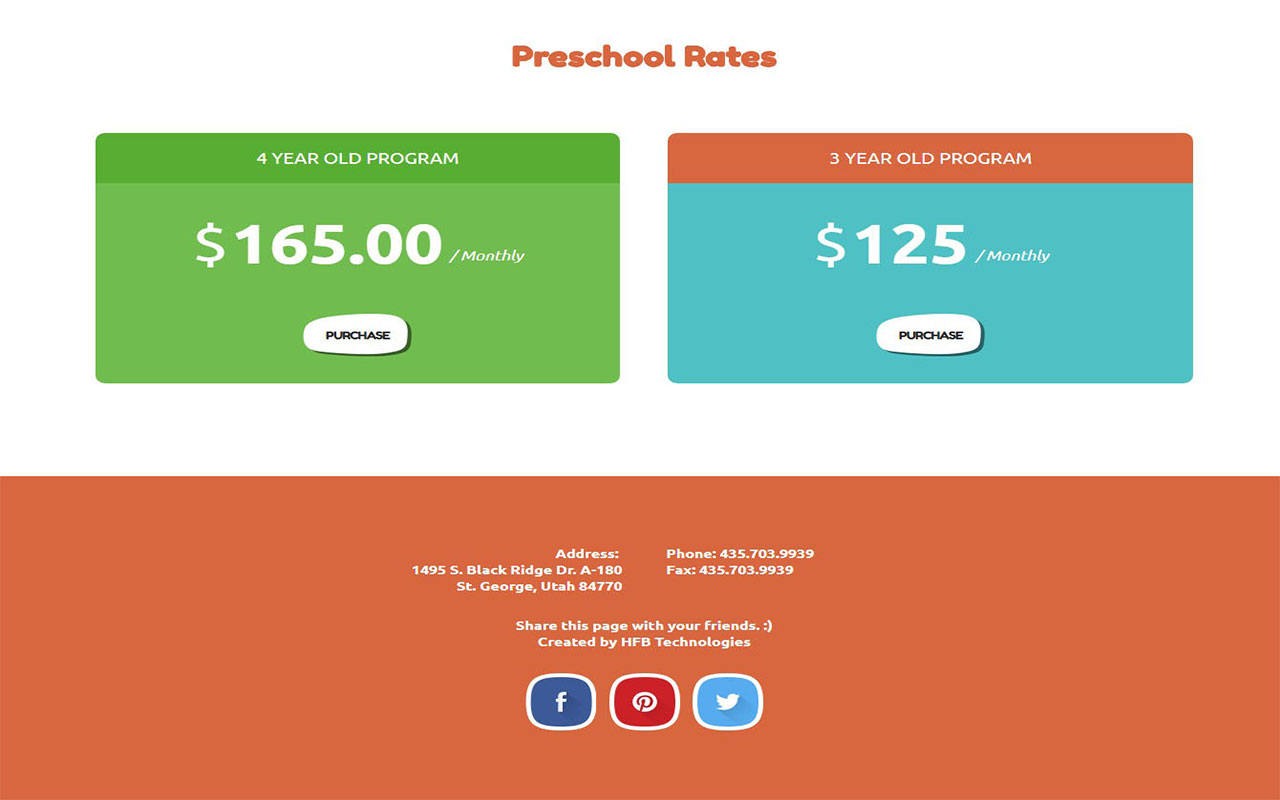 Preschool Rates
4 YEAR OLD PROGRAM
$165.00 / Monthly
PURCHASE
3 YEAR OLD PROGRAM
$125 / Monthly
PURCHASE
Address:
1495 S. Black Ridge Dr. A-180
St. George, Utah 84770
Phone: 435.703.9939
Fax: 435.703.9939
Share this page with your friends. :)
Created by HFB Technologies